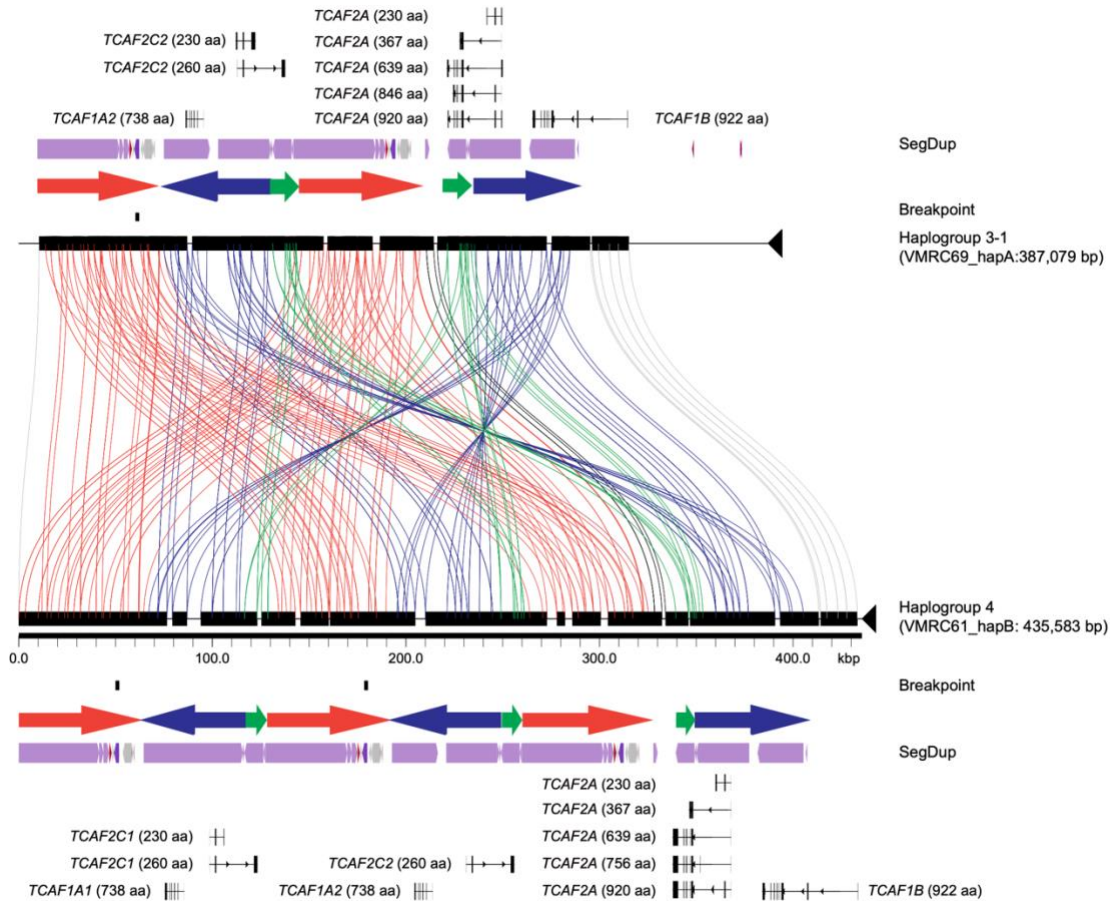 TCAF2A (230 aa)
TCAF2C2 (230 aa)
TCAF2A (367 aa)
TCAF2C2 (260 aa)
TCAF2A (639 aa)
TCAF2A (846 aa)
TCAF1A2 (738 aa)
TCAF2A (920 aa)
TCAF1B (922 aa)
SegDup
Breakpoint
Haplogroup 3-1
(VMRC69_hapA:387,079 bp)
Haplogroup 4
(VMRC61_hapB: 435,583 bp)
0.0 100.0 200.0 300.0 400.0 kbp
Breakpoint
SegDup
TCAF2A (230 aa)
TCAF2A (367 aa)
TCAF2C1 (230 aa)
TCAF2A (639 aa)
TCAF2C1 (260 aa)
TCAF2C2 (260 aa)
TCAF2A (756 aa)
TCAF1A1 (738 aa)
TCAF1A2 (738 aa)
TCAF2A (920 aa)
TCAF1B (922 aa)